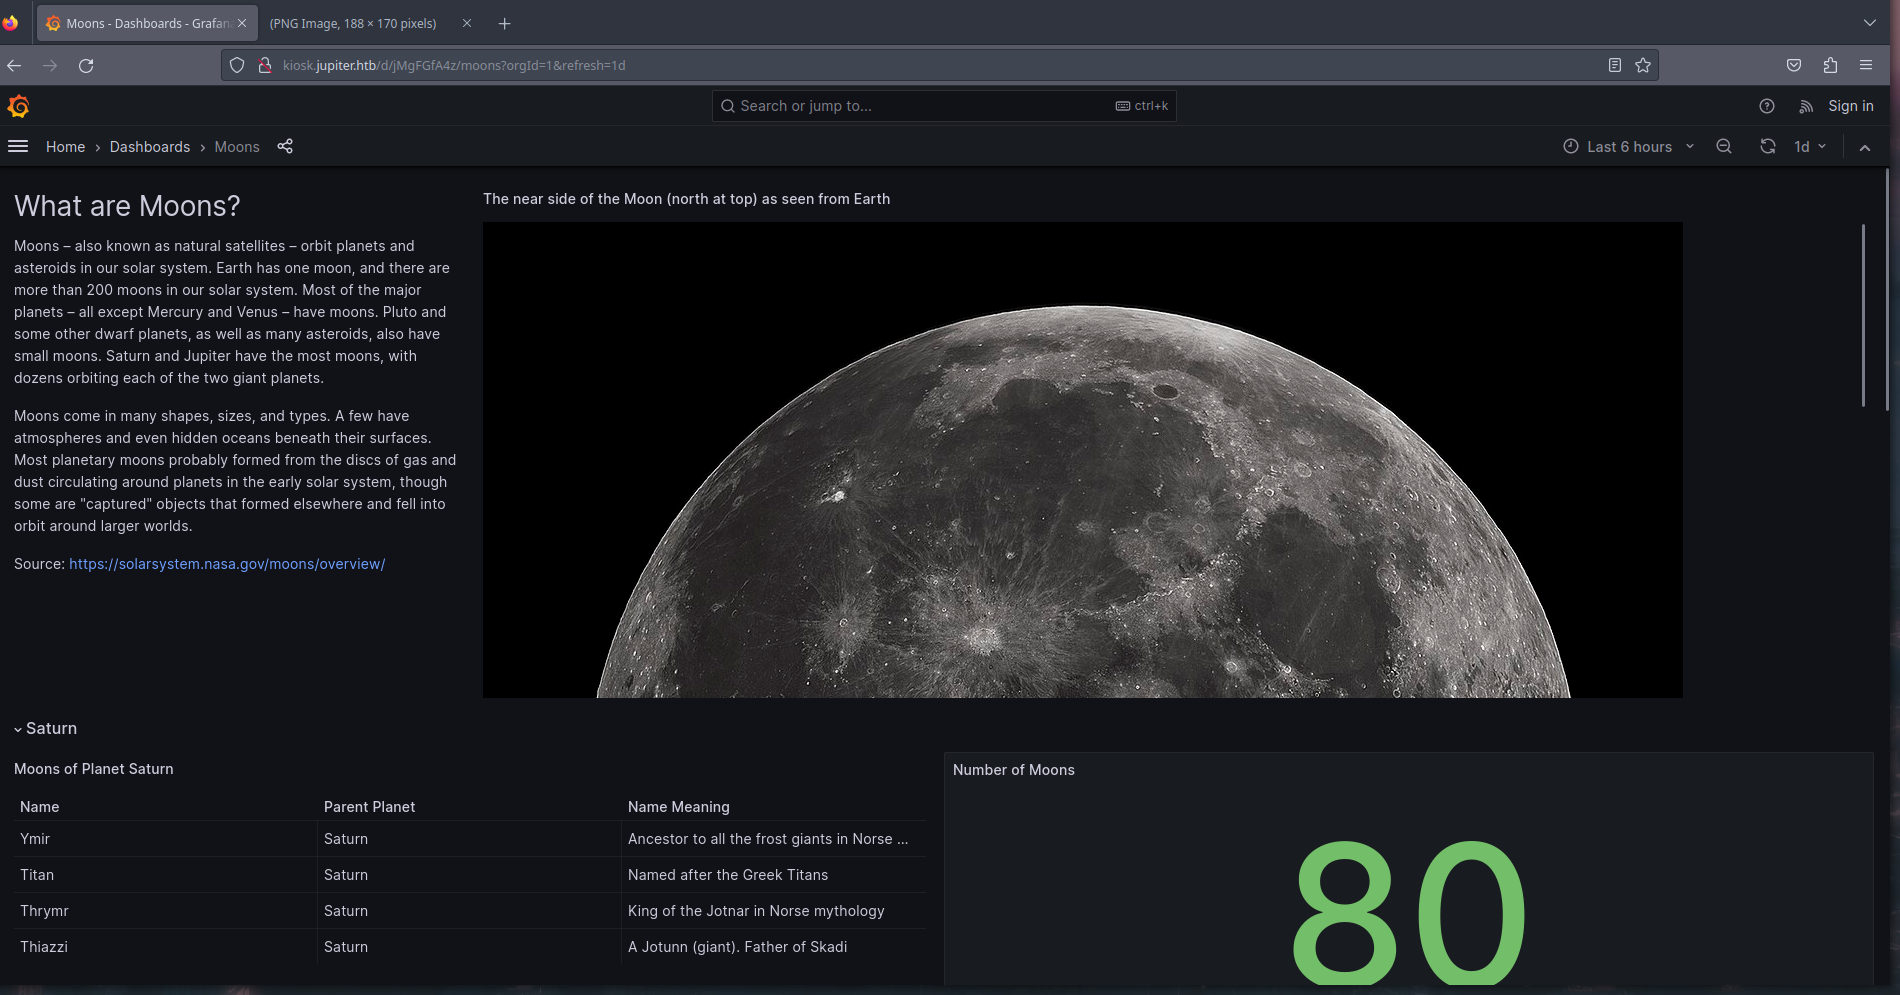 Moons - Dashboards - Grafan
(PNG Image, 188 × 170 pixels)
kiosk.jupiter.htb/d/jMgFGfA4z/moons?orgId=1&refresh=1d
Search or jump to...
ctrl+k
Sign in
Home › Dashboards › Moons
Last 6 hours
1d
What are Moons?
Moons – also known as natural satellites – orbit planets and
asteroids in our solar system. Earth has one moon, and there are
more than 200 moons in our solar system. Most of the major
planets – all except Mercury and Venus – have moons. Pluto and
some other dwarf planets, as well as many asteroids, also have
small moons. Saturn and Jupiter have the most moons, with
dozens orbiting each of the two giant planets.
Moons come in many shapes, sizes, and types. A few have
atmospheres and even hidden oceans beneath their surfaces.
Most planetary moons probably formed from the discs of gas and
dust circulating around planets in the early solar system, though
some are "captured" objects that formed elsewhere and fell into
orbit around larger worlds.
Source: https://solarsystem.nasa.gov/moons/overview/
The near side of the Moon (north at top) as seen from Earth
Saturn
Moons of Planet Saturn
Name Parent Planet Name Meaning
Ymir Saturn Ancestor to all the frost giants in Norse ...
Titan Saturn Named after the Greek Titans
Thrymr Saturn King of the Jotnar in Norse mythology
Thiazzi Saturn A Jotunn (giant). Father of Skadi
Number of Moons
80